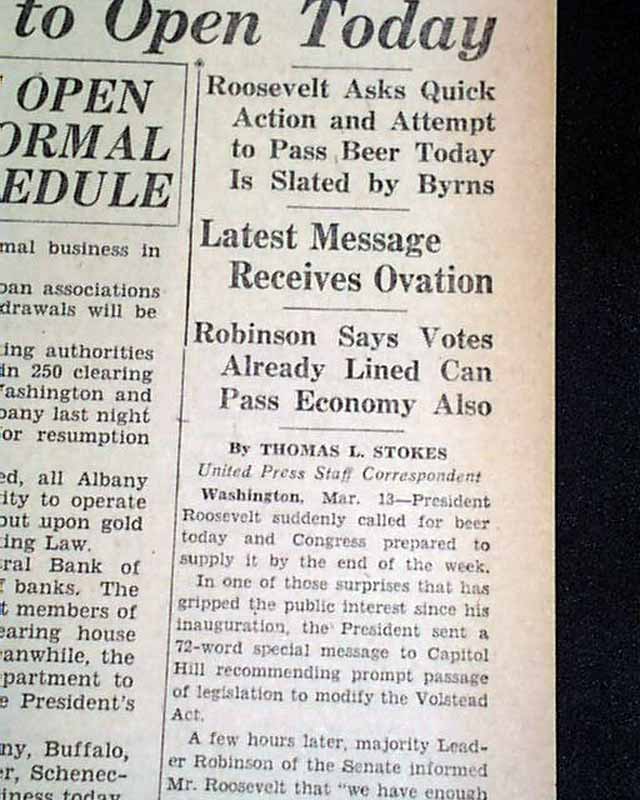 to Open Today
OPEN
ORMAL
EDULE
mal business in
oan associations
drawals will be
ing authorities
in 250 clearing
Washington and
bany last night
or resumption
ed, all Albany
ity to operate
out upon gold
ing Law.
ral Bank of
f banks. The
t members of
earing house
eanwhile, the
partment to
e President's
ny, Buffalo,
er, Schenec-
iness today
Roosevelt Asks Quick
Action and Attempt
to Pass Beer Today
Is Slated by Byrns
Latest Message
Receives Ovation
Robinson Says Votes
Already Lined Can
Pass Economy Also
By THOMAS L. STOKES
United Press Staff Correspondent
Washington, Mar. 13—President
Roosevelt suddenly called for beer
today and Congress prepared to
supply it by the end of the week.
In one of those surprises that has
gripped the public interest since his
inauguration, the President sent a
72-word special message to Capitol
Hill recommending prompt passage
of legislation to modify the Volstead
Act.
A few hours later, majority Lead-
er Robinson of the Senate informed
Mr. Roosevelt that "we have enough